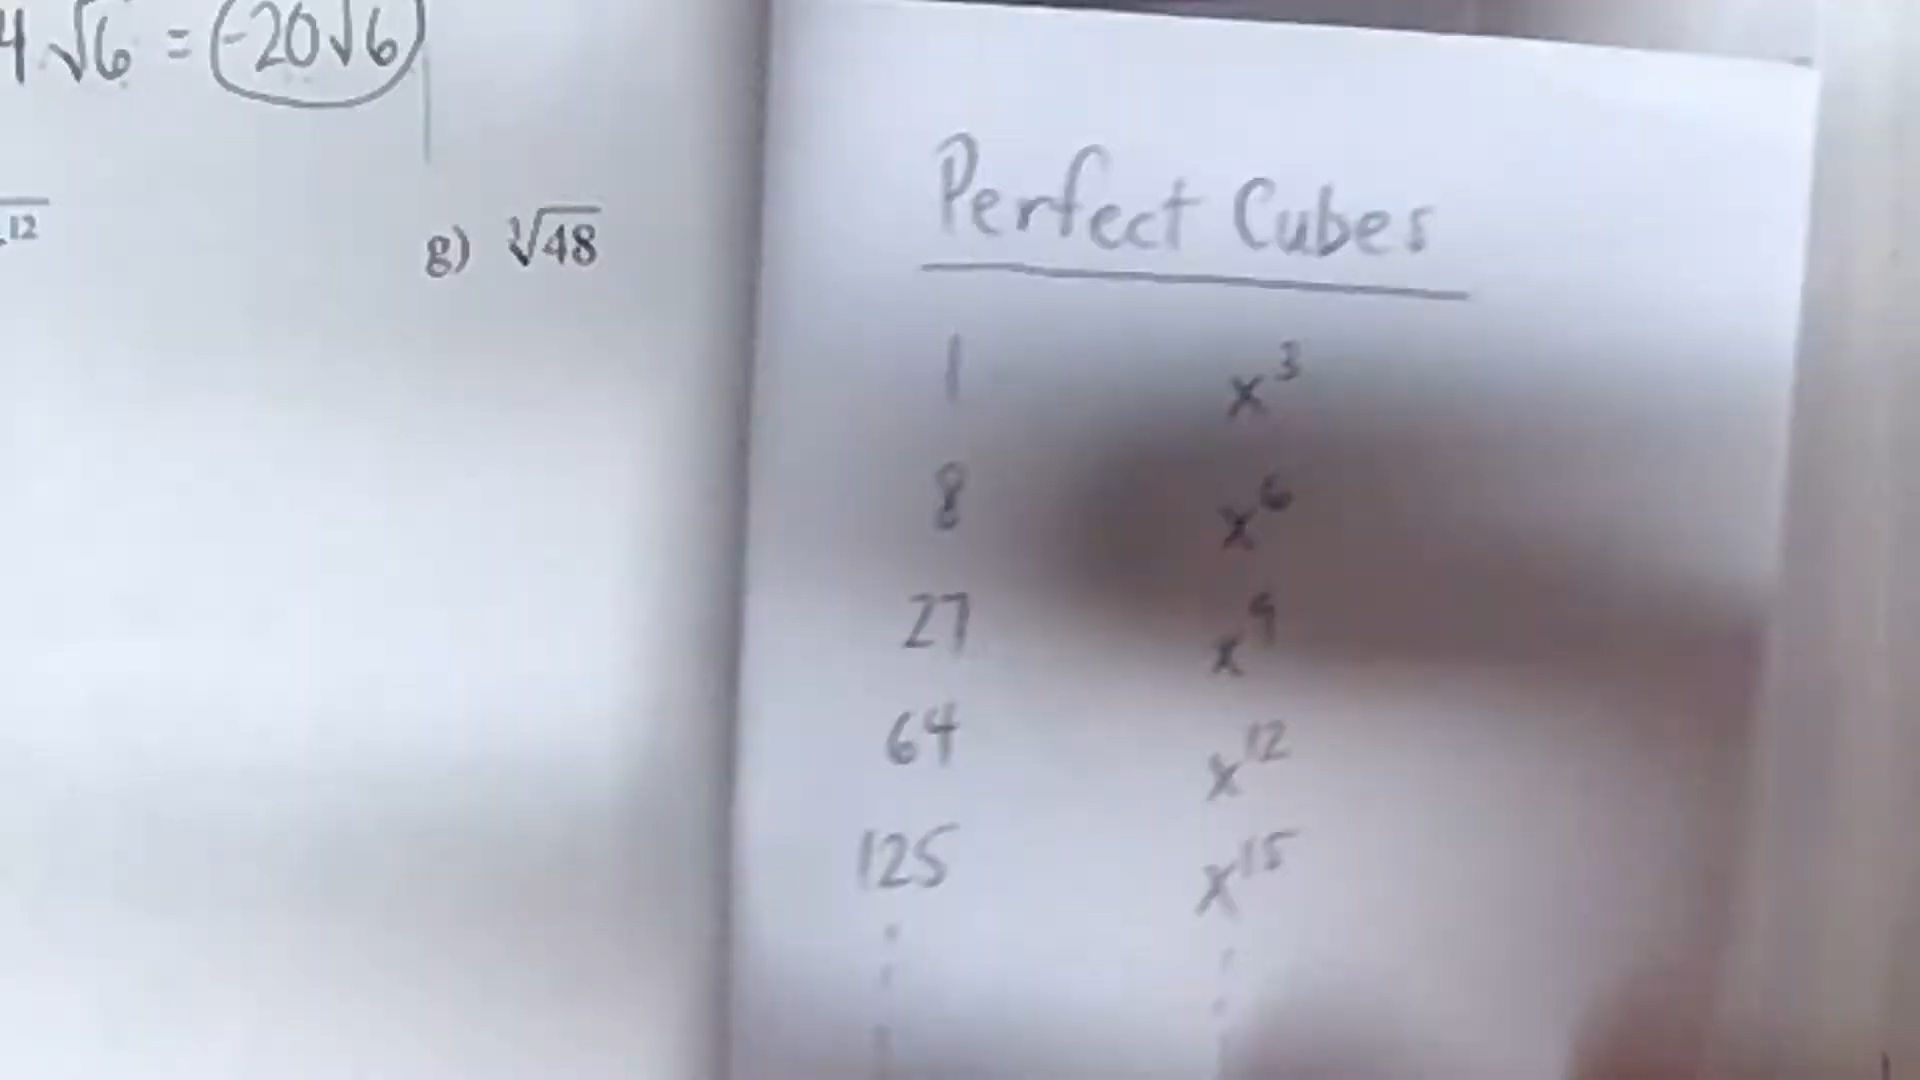 4√6 = -20√6
12
g) ∛48
Perfect Cubes
1 x³
8 x⁶
27 x⁹
64 x¹²
125 x¹⁵